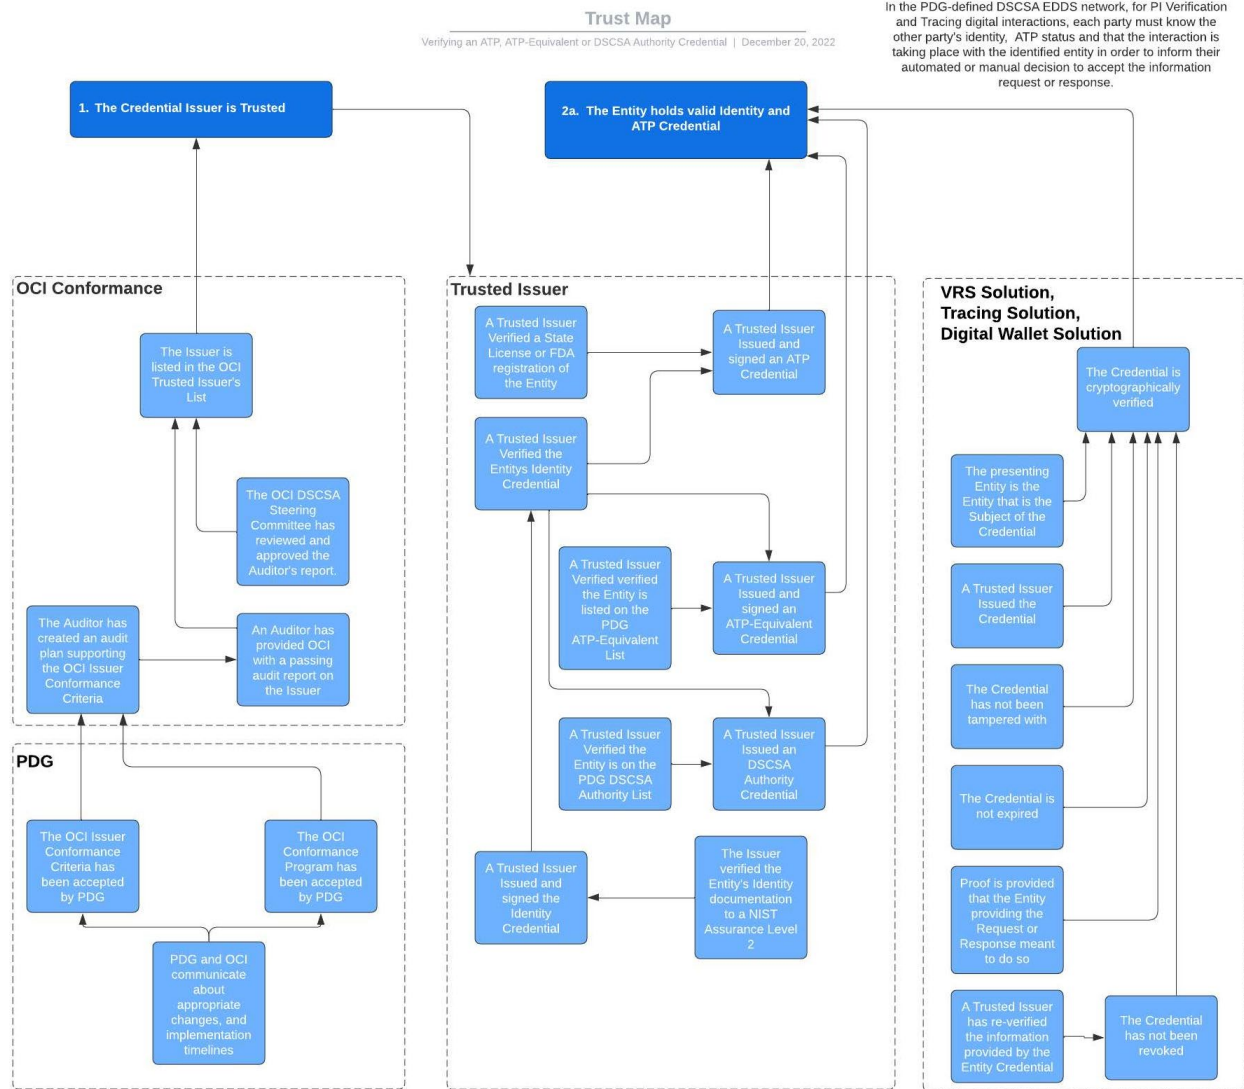 Trust Map
Verifying an ATP, ATP-Equivalent or DSCSA Authority Credential | December 20, 2022
In the PDG-defined DSCSA EDDS network, for PI Verification
and Tracing digital interactions, each party must know the
other party's identity, ATP status and that the interaction is
taking place with the identified entity in order to inform their
automated or manual decision to accept the information
request or response.
1. The Credential Issuer is Trusted
2a. The Entity holds valid Identity and
ATP Credential
OCI Conformance
The Issuer is
listed in the OCI
Trusted Issuer's
List
The OCI DSCSA
Steering
Committee has
reviewed and
approved the
Auditor's report.
The Auditor has
created an audit
plan supporting
the OCI Issuer
Conformance
Criteria
An Auditor has
provided OCI
with a passing
audit report on
the Issuer
PDG
The OCI Issuer
Conformance
Criteria has
been accepted
by PDG
The OCI
Conformance
Program has
been accepted
by PDG
PDG and OCI
communicate
about
appropriate
changes, and
implementation
timelines
Trusted Issuer
A Trusted Issuer
Verified a State
License or FDA
registration of
the Entity
A Trusted Issuer
Issued and
signed an ATP
Credential
A Trusted Issuer
Verified the
Entitys Identity
Credential
A Trusted Issuer
Verified verified
the Entity is
listed on the
PDG
ATP-Equivalent
List
A Trusted Issuer
Issued and
signed an
ATP-Equivalent
Credential
A Trusted Issuer
Verified the
Entity is on the
PDG DSCSA
Authority List
A Trusted Issuer
Issued an
DSCSA
Authority
Credential
A Trusted Issuer
Issued and
signed the
Identity
Credential
The Issuer
verified the
Entity's Identity
documentation
to a NIST
Assurance Level
2
VRS Solution,
Tracing Solution,
Digital Wallet Solution
The Credential is
cryptographically
verified
The presenting
Entity is the
Entity that is the
Subject of the
Credential
A Trusted Issuer
Issued the
Credential
The Credential
has not been
tampered with
The Credential is
not expired
Proof is provided
that the Entity
providing the
Request or
Response meant
to do so
A Trusted Issuer
has re-verified
the information
provided by the
Entity Credential
The Credential
has not been
revoked